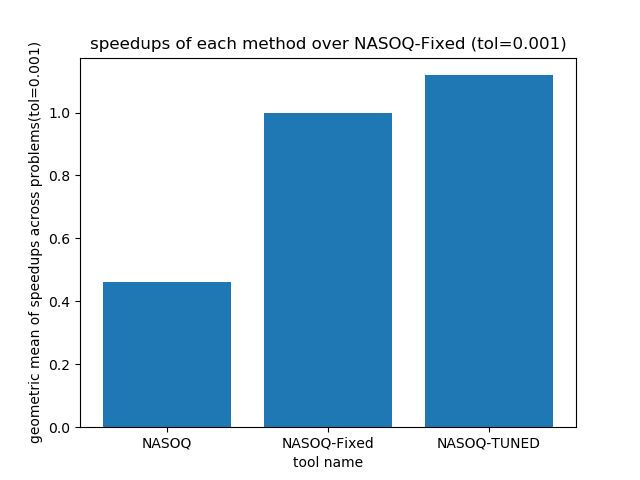 speedups of each method over NASOQ-Fixed (tol=0.001)
geometric mean of speedups across problems(tol=0.001)
1.0
0.8
0.6
0.4
0.2
0.0
NASOQ
NASOQ-Fixed
NASOQ-TUNED
tool name